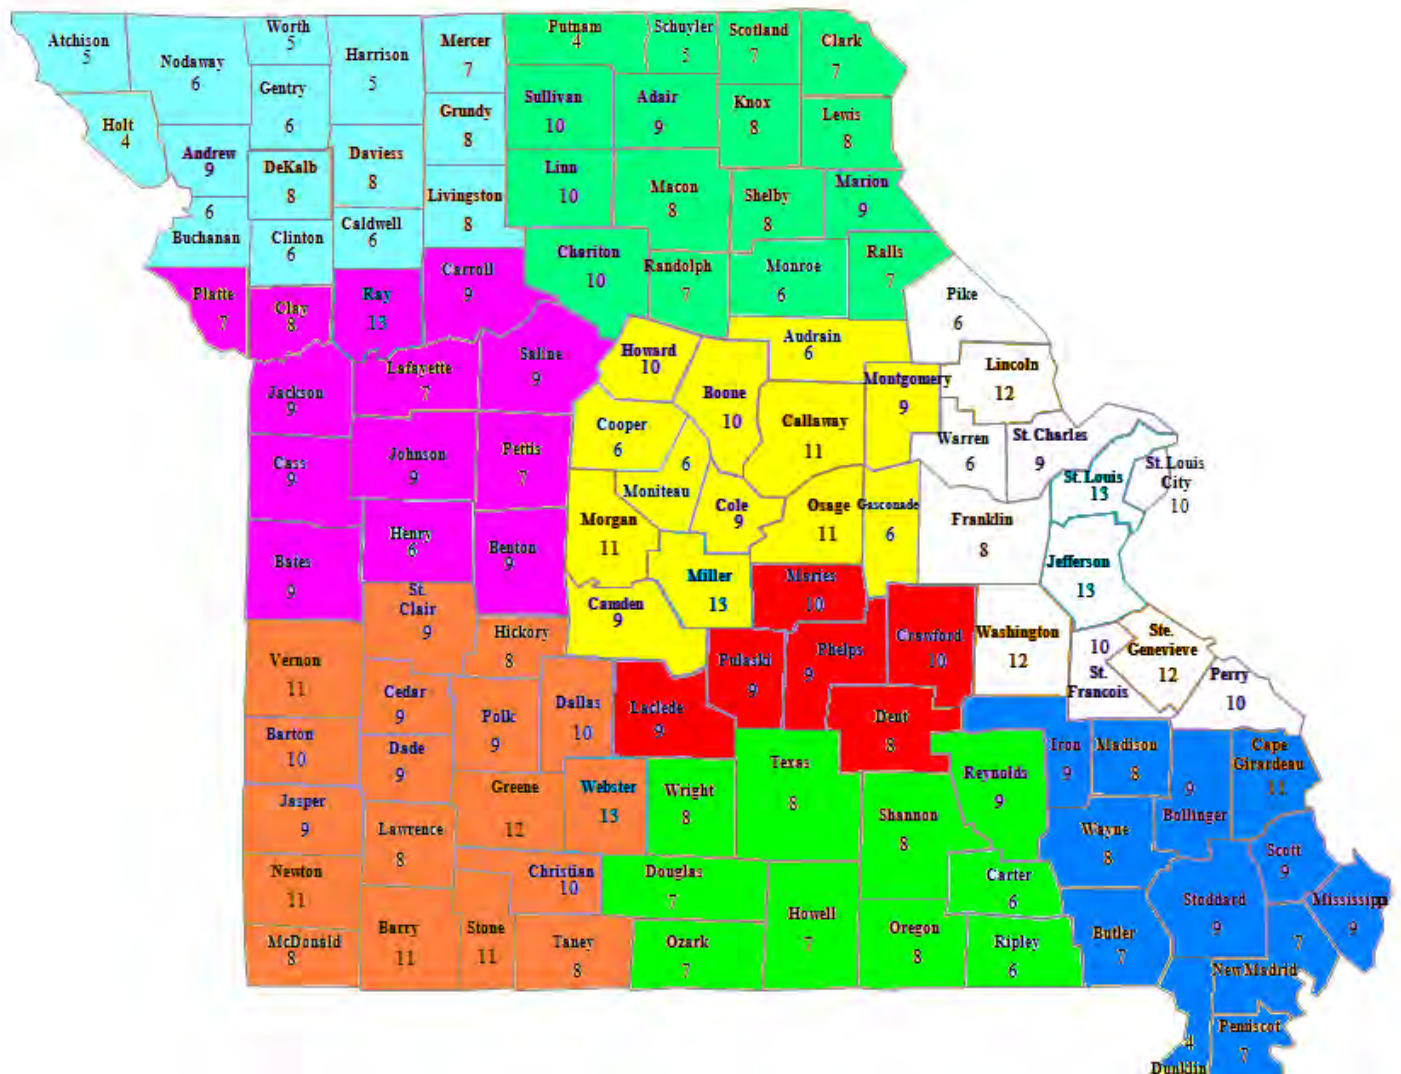 Atchison
5
Nodaway
6
Worth
5
Harrison
5
Mercer
7
Putnam
4
Schuyler
5
Scotland
7
Clark
7
Holt
4
Gentry
6
Grundy
8
Sullivan
10
Adair
9
Knox
8
Lewis
8
Andrew
9
DeKalb
8
Daviess
8
Livingston
8
Linn
10
Macon
8
Shelby
8
Marion
9
6
Buchanan
Clinton
6
Caldwell
6
Carroll
9
Chariton
10
Randolph
7
Monroe
6
Ralls
7
Platte
7
Clay
8
Ray
13
Pike
6
Jackson
9
Lafayette
7
Saline
9
Howard
10
Boone
10
Audrain
6
Montgomery
9
Lincoln
12
Cass
9
Johnson
9
Pettis
7
Cooper
6
6
Moniteau
Callaway
11
Warren
6
St. Charles
9
St. Louis
13
St. Louis
City
10
Bates
9
Henry
6
Benton
9
Morgan
11
Cole
9
Osage
11
Gasconade
6
Franklin
8
Jefferson
13
Miller
13
Maries
10
Camden
9
St.
Clair
9
Hickory
8
Vernon
11
Pulaski
9
Phelps
9
Crawford
10
Washington
12
10
St.
Francois
Ste.
Genevieve
12
Perry
10
Cedar
9
Polk
9
Dallas
10
Laclede
9
Dent
8
Barton
10
Dade
9
Iron
9
Madison
8
9
Bollinger
Cape
Girardeau
11
Jasper
9
Greene
12
Webster
13
Wright
8
Texas
8
Reynolds
9
Lawrence
8
Shannon
8
Wayne
8
Scott
9
Newton
11
Christian
10
Douglas
7
Carter
6
Stoddard
9
Mississippi
9
McDonald
8
Barry
11
Stone
11
Taney
8
Ozark
7
Howell
7
Oregon
8
Ripley
6
Butler
7
7
New Madrid
4
Dunklin
Pemiscot
7